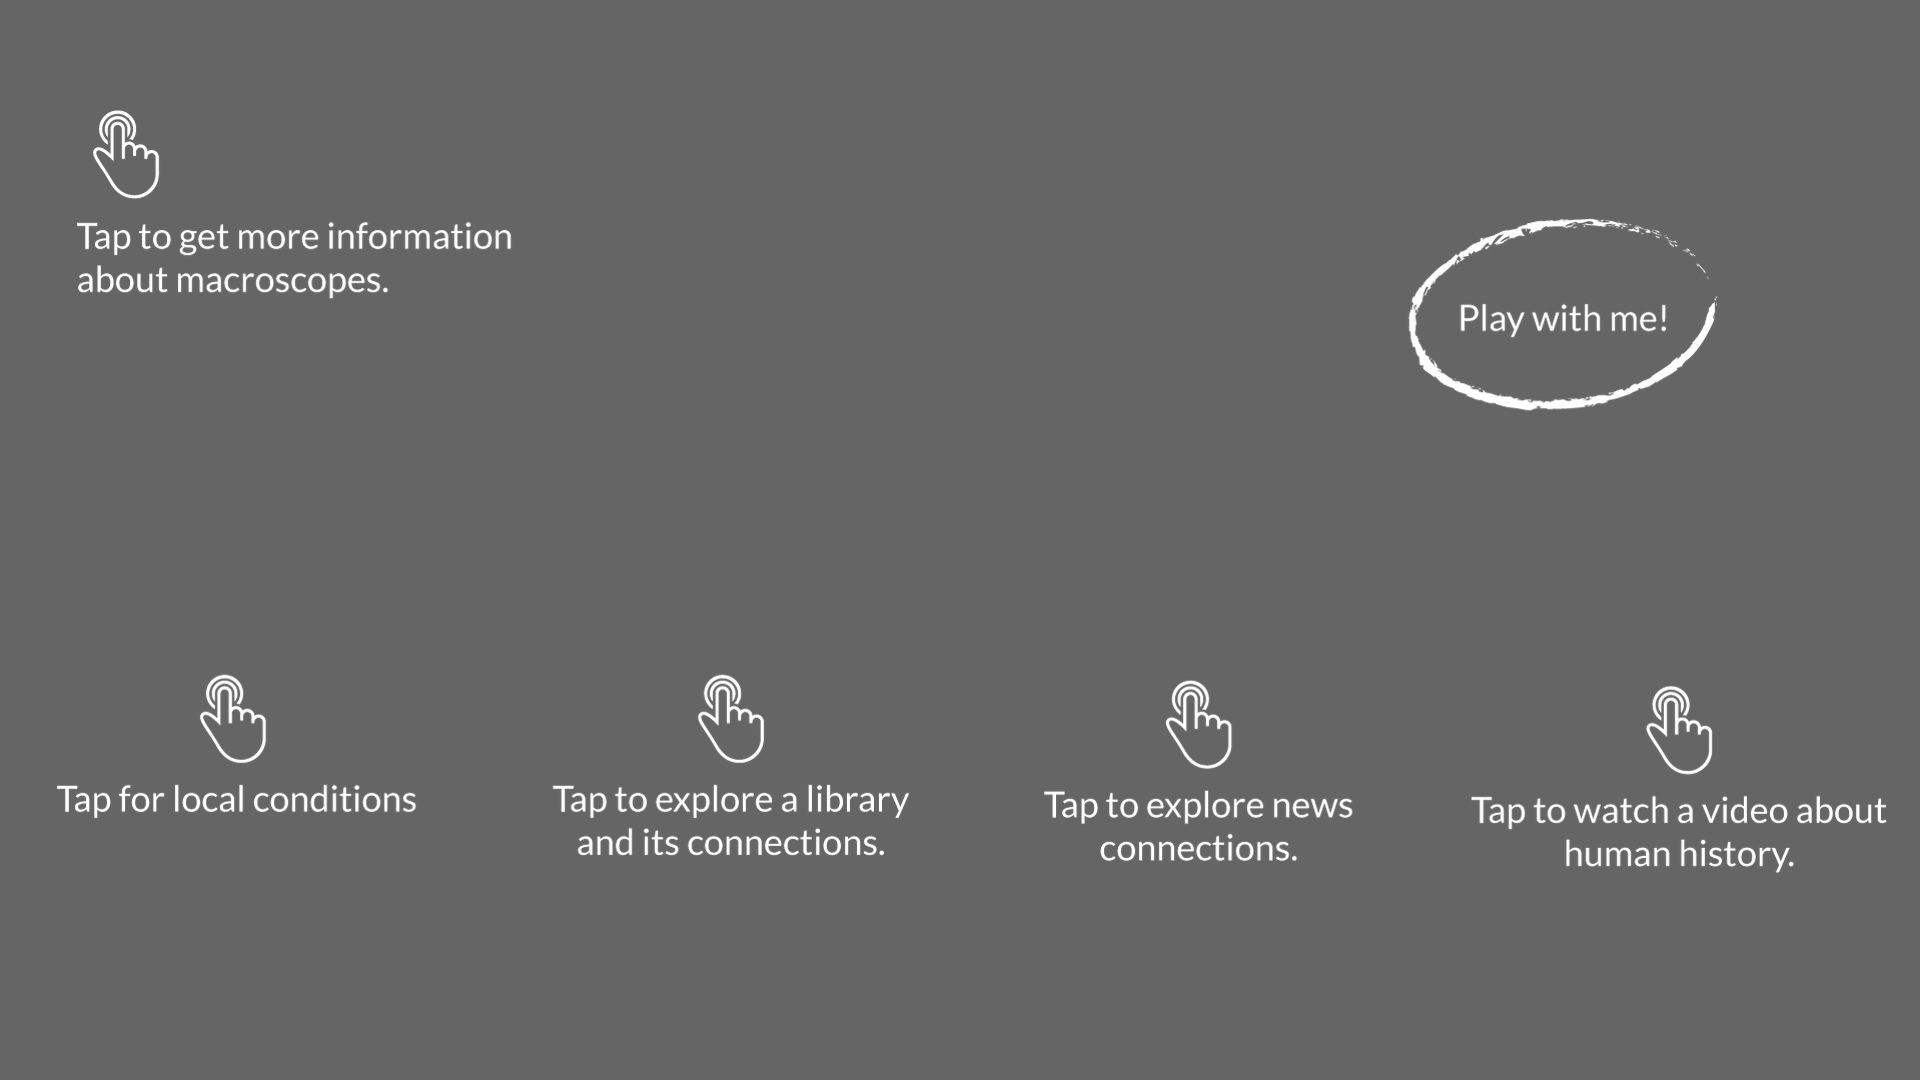 Tap to get more information
about macroscopes.
Play with me!
Tap for local conditions
Tap to explore a library
and its connections.
Tap to explore news
connections.
Tap to watch a video about
human history.